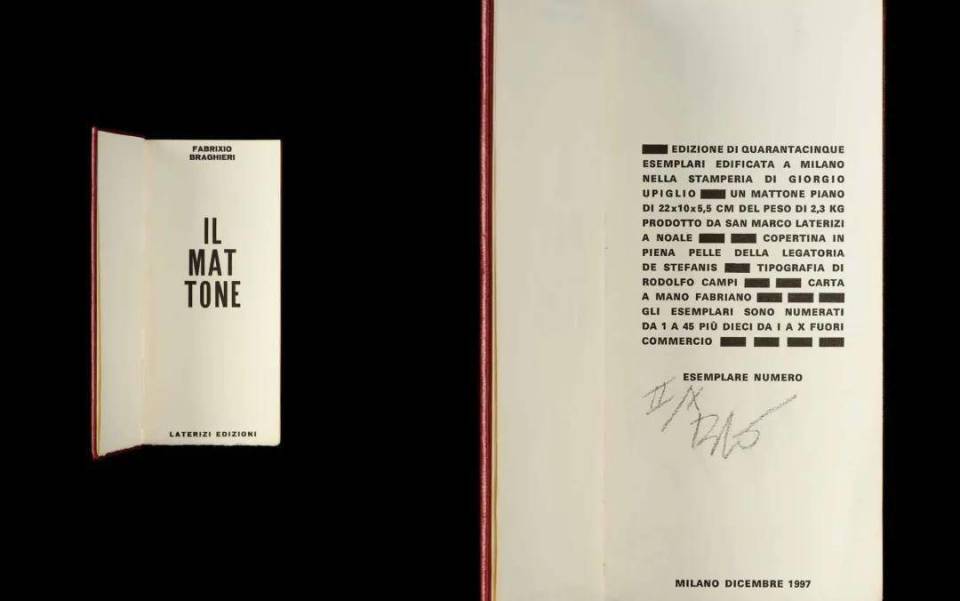 FABRIXIO
BRAGHIERI
IL
MAT
TONE
LATERIZI EDIZIONI
EDIZIONE DI QUARANTACINQUE
ESEMPLARI EDIFICATA A MILANO
NELLA STAMPERIA DI GIORGIO
UPIGLIO UN MATTONE PIANO
DI 22x10x5,5 CM DEL PESO DI 2,3 KG
PRODOTTO DA SAN MARCO LATERIZI
A NOALE COPERTINA IN
PIENA PELLE DELLA LEGATORIA
DE STEFANIS TIPOGRAFIA DI
RODOLFO CAMPI CARTA
A MANO FABRIANO
GLI ESEMPLARI SONO NUMERATI
DA 1 A 45 PIÙ DIECI DA I A X FUORI
COMMERCIO
ESEMPLARE NUMERO
II/X
MILANO DICEMBRE 1997